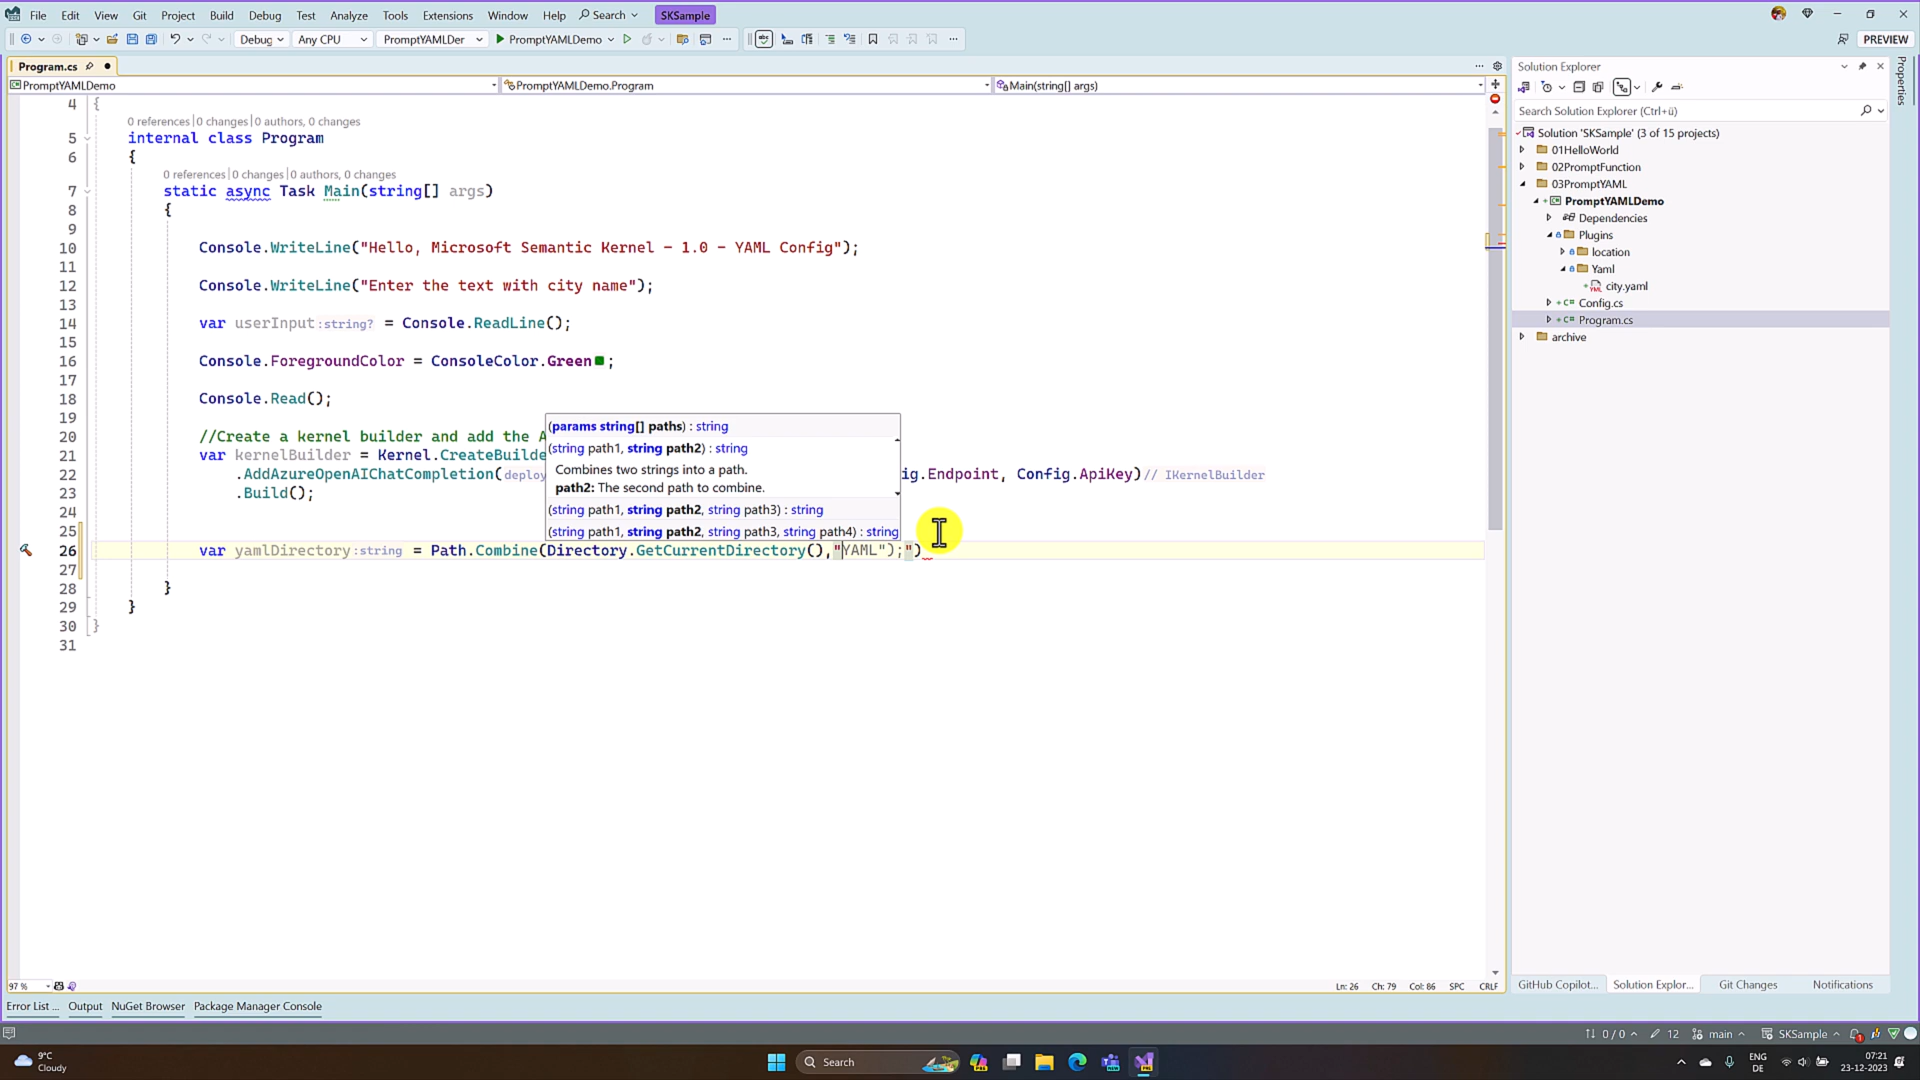 File Edit View Git Project Build Debug Test Analyze Tools Extensions Window Help Search SKSample
Debug Any CPU PromptYAMLDer PromptYAMLDemo PREVIEW
Program.cs
PromptYAMLDemo PromptYAMLDemo.Program Main(string[] args)
4 {
0 references | 0 changes | 0 authors, 0 changes
5 internal class Program
6 {
0 references | 0 changes | 0 authors, 0 changes
7 static async Task Main(string[] args)
8 {
9
10 Console.WriteLine("Hello, Microsoft Semantic Kernel - 1.0 - YAML Config");
11
12 Console.WriteLine("Enter the text with city name");
13
14 var userInput:string? = Console.ReadLine();
15
16 Console.ForegroundColor = ConsoleColor.Green;
17
18 Console.Read();
19
20 //Create a kernel builder and add the A
21 var kernelBuilder = Kernel.CreateBuilde
22 .AddAzureOpenAIChatCompletion(deploy ig.Endpoint, Config.ApiKey)// IKernelBuilder
23 .Build();
24
25
26 var yamlDirectory:string = Path.Combine(Directory.GetCurrentDirectory(),"YAML");")
27
28 }
29 }
30 }
31
(params string[] paths) : string
(string path1, string path2) : string
Combines two strings into a path.
path2: The second path to combine.
(string path1, string path2, string path3) : string
(string path1, string path2, string path3, string path4) : string
Solution Explorer
Search Solution Explorer (Ctrl+ü)
Solution 'SKSample' (3 of 15 projects)
01HelloWorld
02PromptFunction
03PromptYAML
PromptYAMLDemo
Dependencies
Plugins
location
Yaml
city.yaml
Config.cs
Program.cs
archive
Properties
97 % Ln: 26 Ch: 79 Col: 86 SPC CRLF
GitHub Copilot... Solution Explor... Git Changes Notifications
Error List ... Output NuGet Browser Package Manager Console
0 / 0 12 main SKSample
9°C
Cloudy
Search
ENG
DE
07:21
23-12-2023